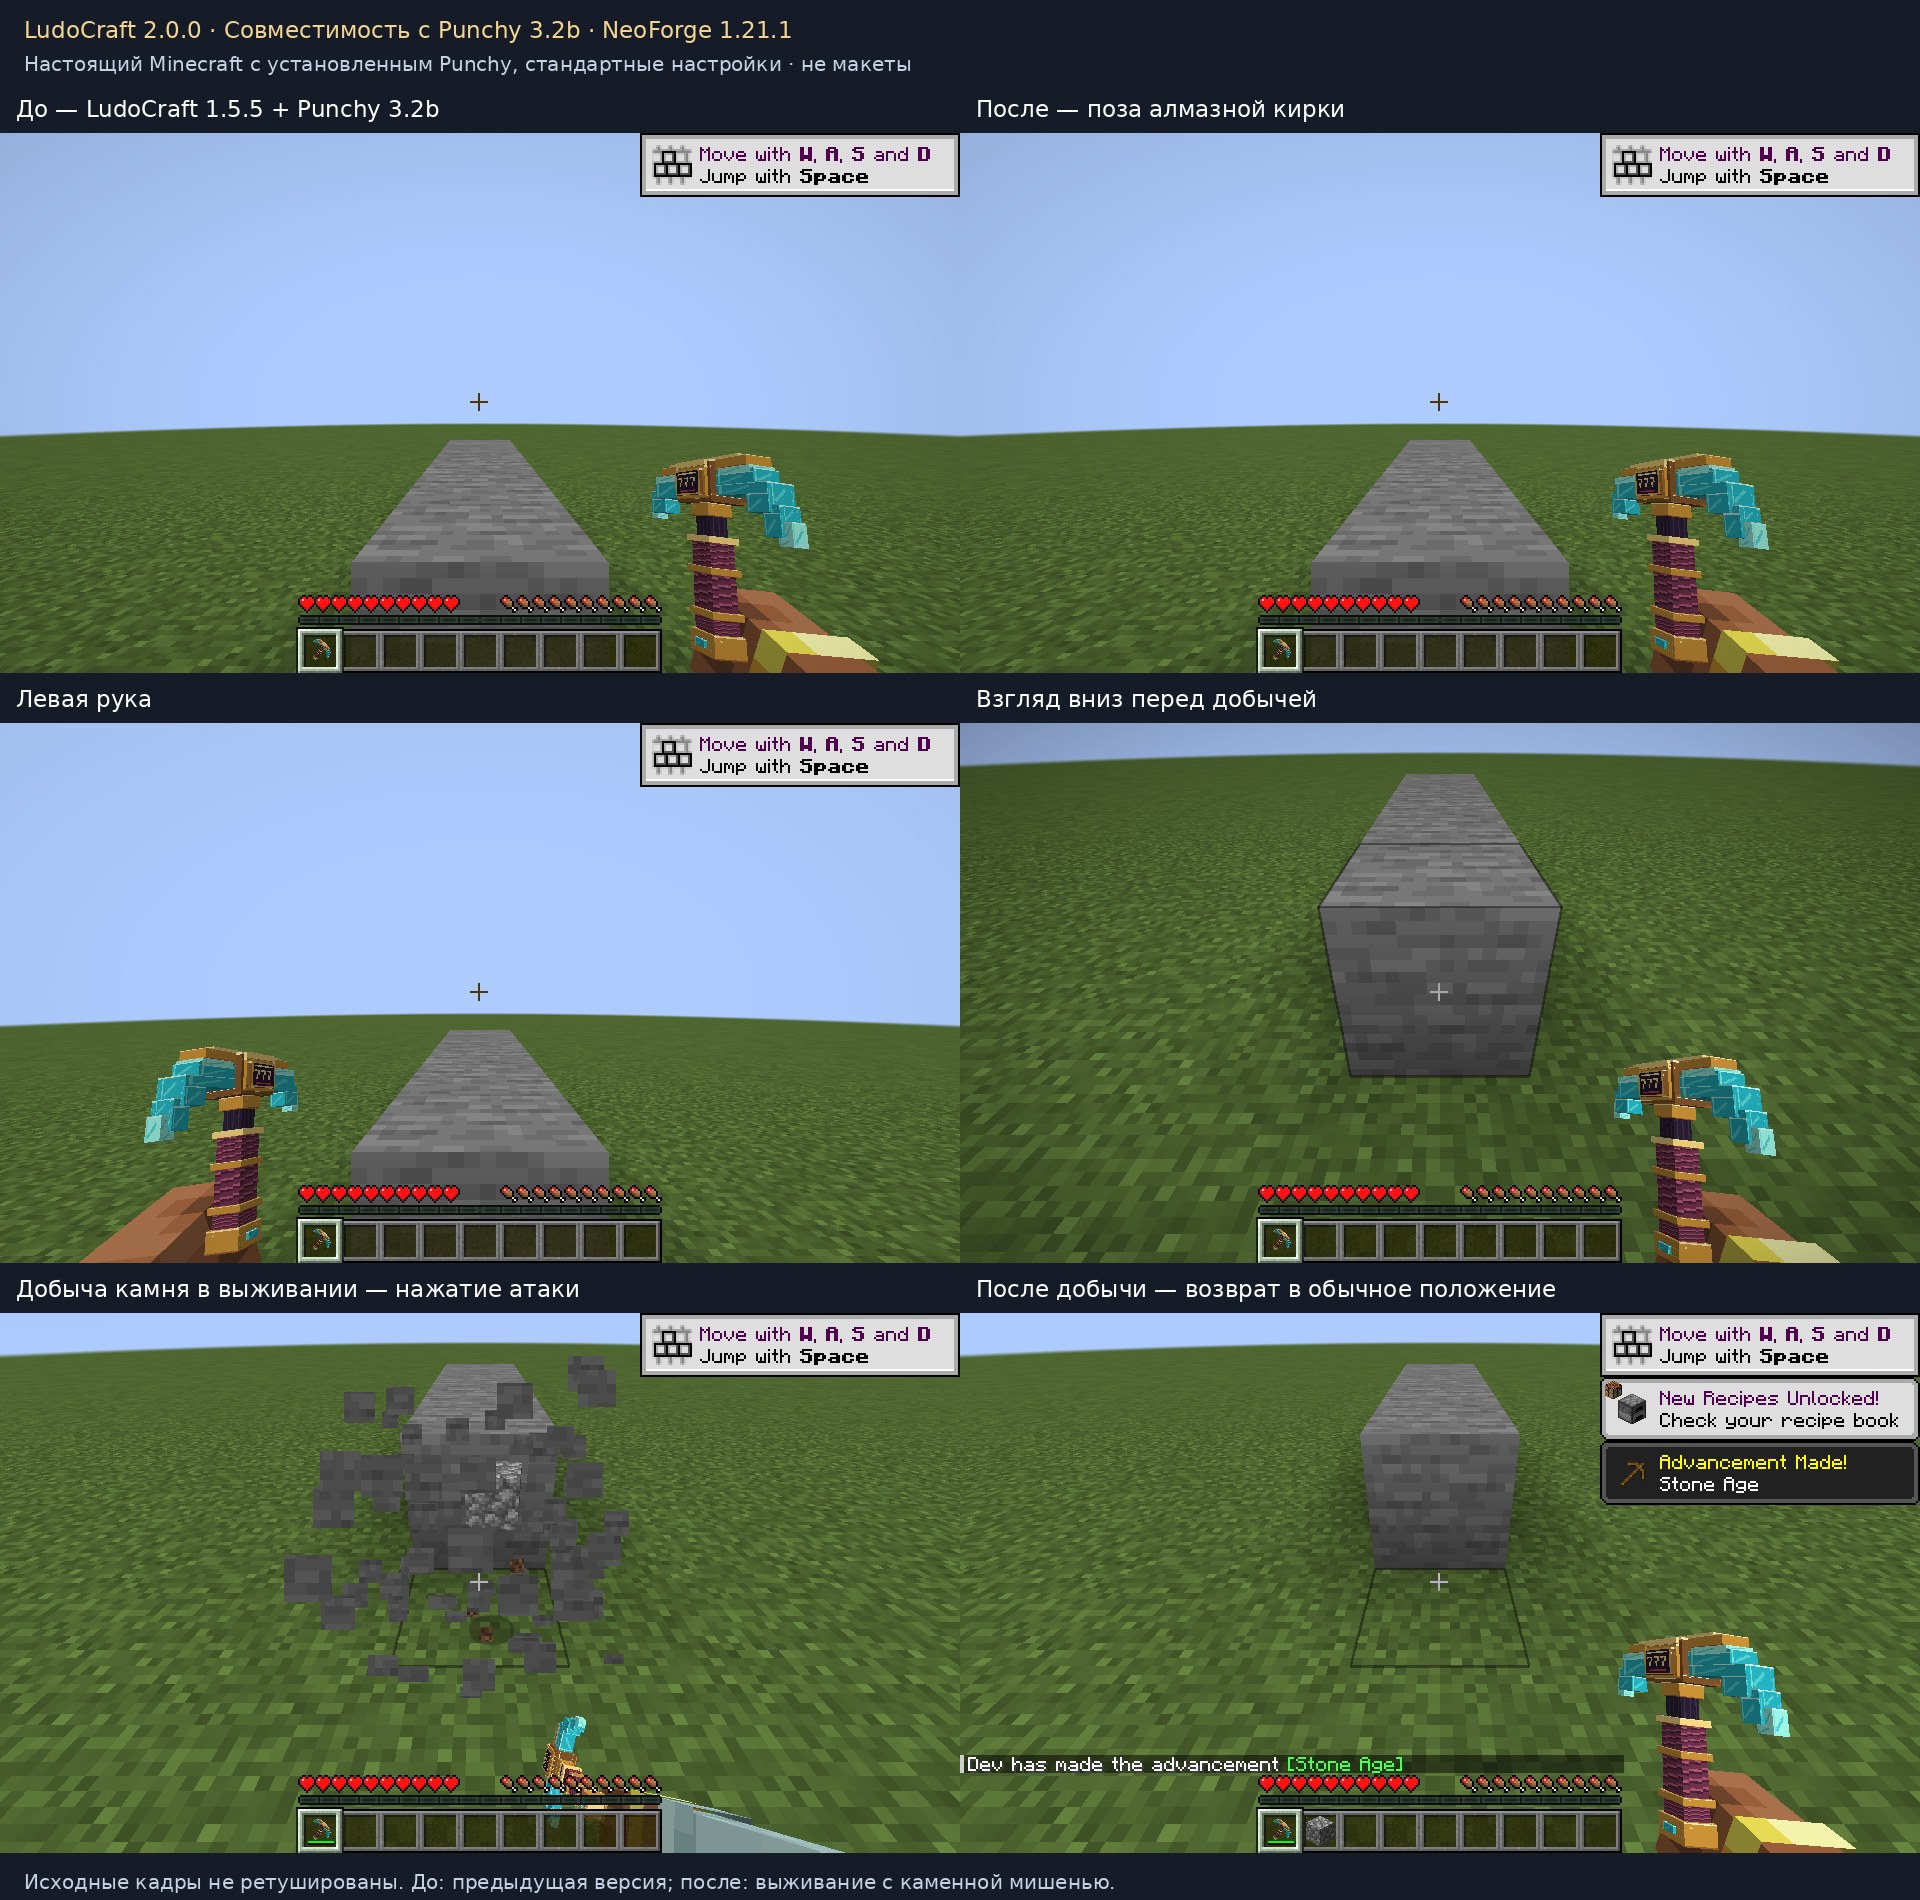 LudoCraft 2.0.0 · Совместимость с Punchy 3.2b · NeoForge 1.21.1
Настоящий Minecraft с установленным Punchy, стандартные настройки · не макеты
До — LudoCraft 1.5.5 + Punchy 3.2b
После — поза алмазной кирки
Move with W, A, S and D
Jump with Space
777
Move with W, A, S and D
Jump with Space
777
Левая рука
Взгляд вниз перед добычей
Move with W, A, S and D
Jump with Space
777
777
Добыча камня в выживании — нажатие атаки
После добычи — возврат в обычное положение
Move with W, A, S and D
Jump with Space
Move with W, A, S and D
Jump with Space
New Recipes Unlocked!
Check your recipe book
Advancement Made!
Stone Age
777
Dev has made the advancement [Stone Age]
Исходные кадры не ретушированы. До: предыдущая версия; после: выживание с каменной мишенью.